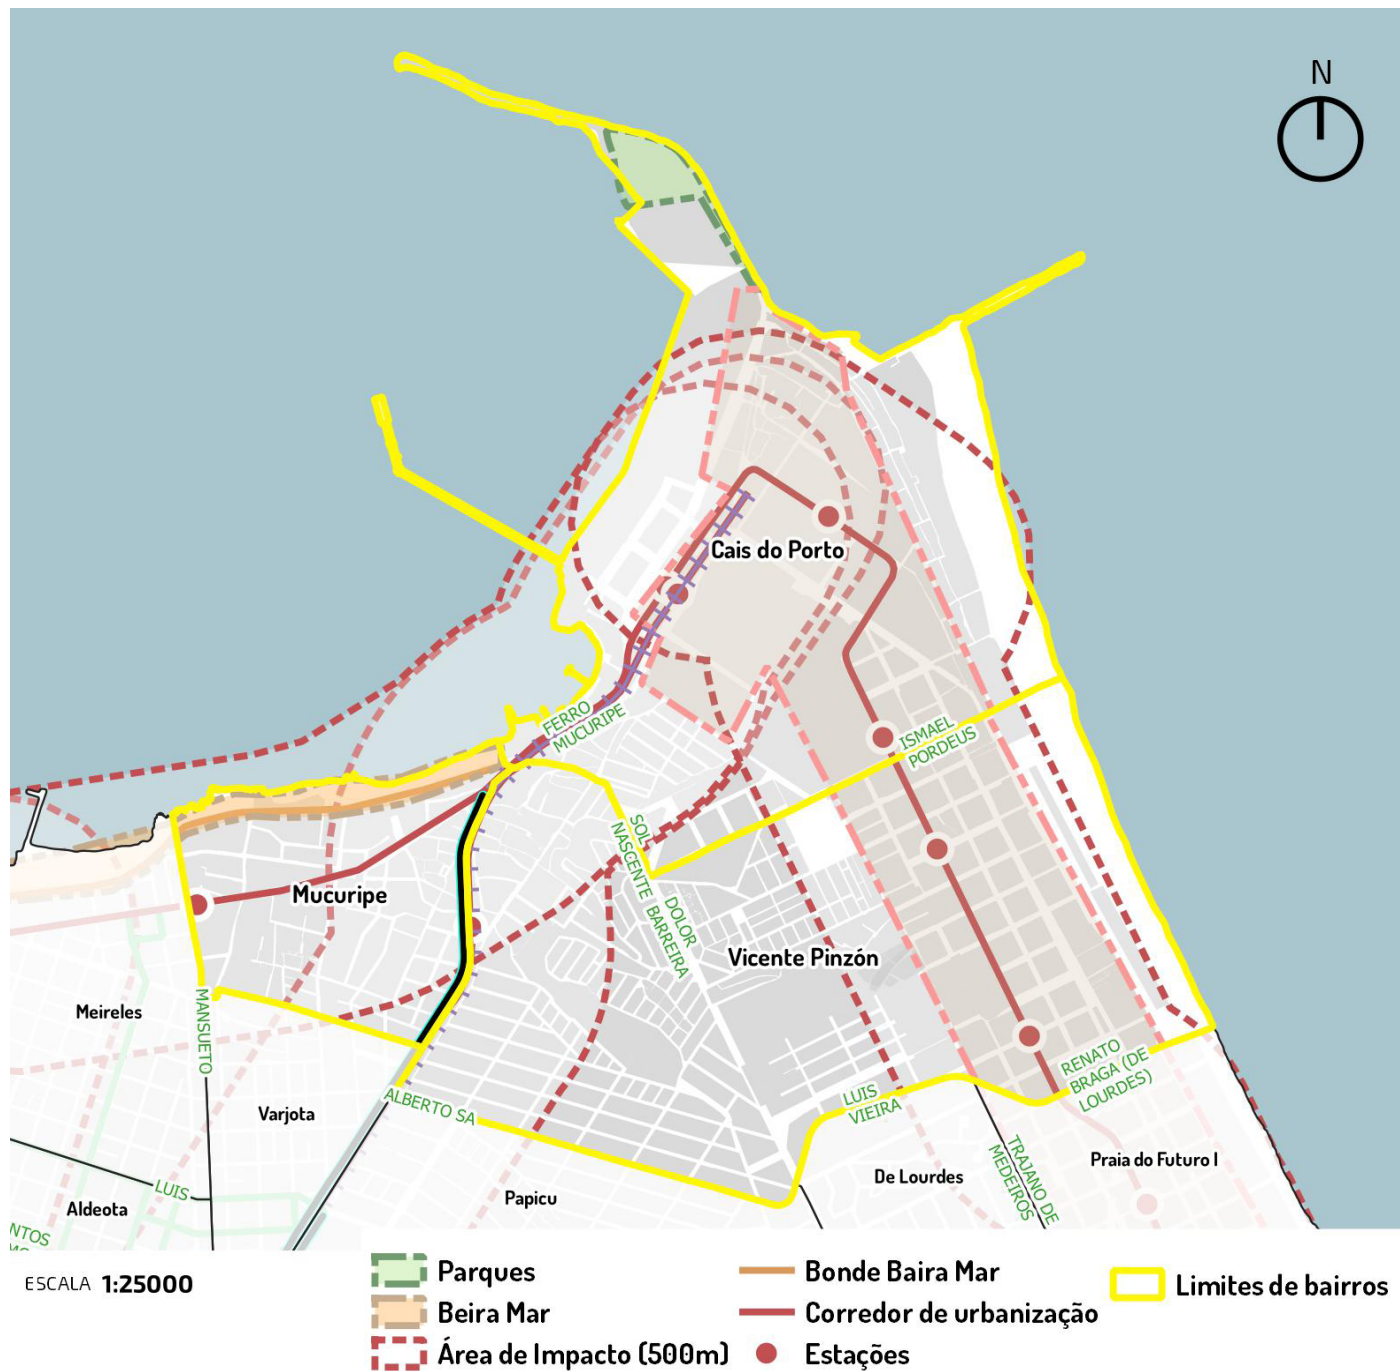 N
Cais do Porto
FERRO
MUCURIPE
ISMAEL
PORDEUS
SOL
NASCENTE
DOLOR
BARREIRA
Mucuripe
Vicente Pinzón
Meireles
MANSUETO
RENATO
BRAGA (DE
LOURDES)
LUIS
VIEIRA
ALBERTO SA
Varjota
TRAJANO DE
MEDEIROS
Praia do Futuro I
De Lourdes
LUIS
Papicu
Aldeota
NTOS
ESCALA 1:25000
Parques
Beira Mar
Área de Impacto (500m)
Bonde Baira Mar
Corredor de urbanização
Estações
Limites de bairros